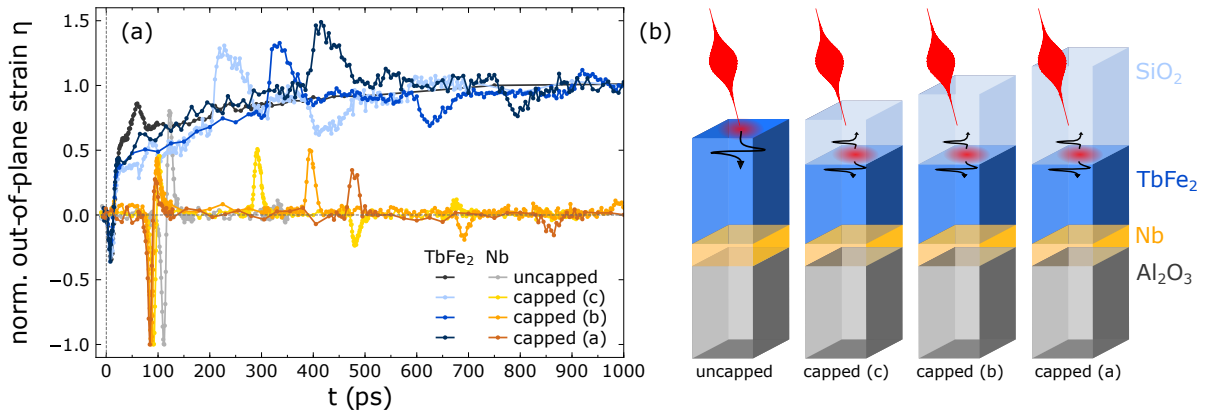 (a)
norm. out-of-plane strain η
1.5
1.0
0.5
0.0
−0.5
−1.0
TbFe₂ Nb
uncapped
capped (c)
capped (b)
capped (a)
0 100 200 300 400 500 600 700 800 900 1000
t (ps)
(b)
SiO₂
TbFe₂
Nb
Al₂O₃
uncapped capped (c) capped (b) capped (a)